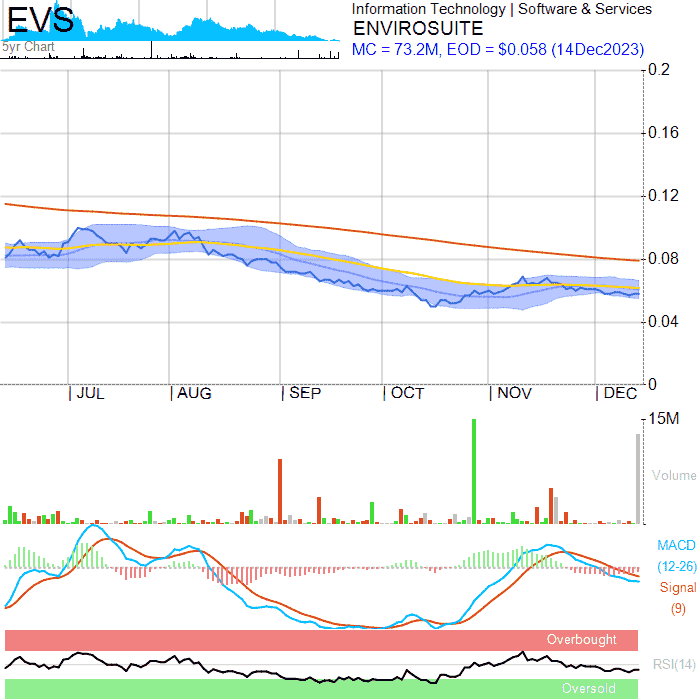 EVS
5yr Chart
Information Technology | Software & Services
ENVIROSUITE
MC = 73.2M, EOD = $0.058 (14Dec2023)
0.2
0.16
0.12
0.08
0.04
0
| JUL | AUG | SEP | OCT | NOV | DEC
15M
Volume
MACD
(12-26)
Signal
(9)
Overbought
RSI(14)
Oversold